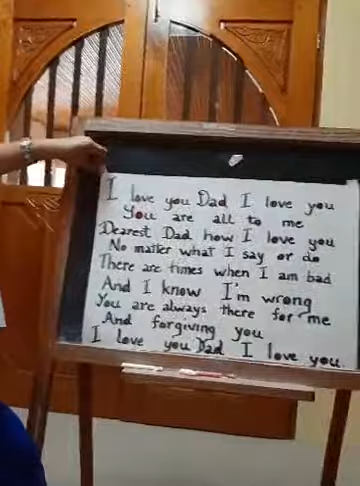 I love you Dad I love you
You are all to me
Dearest Dad how I love you
No matter what I say or do
There are times when I am bad
And I know I'm wrong
You are always there for me
And forgiving you
I love you Dad I love you.